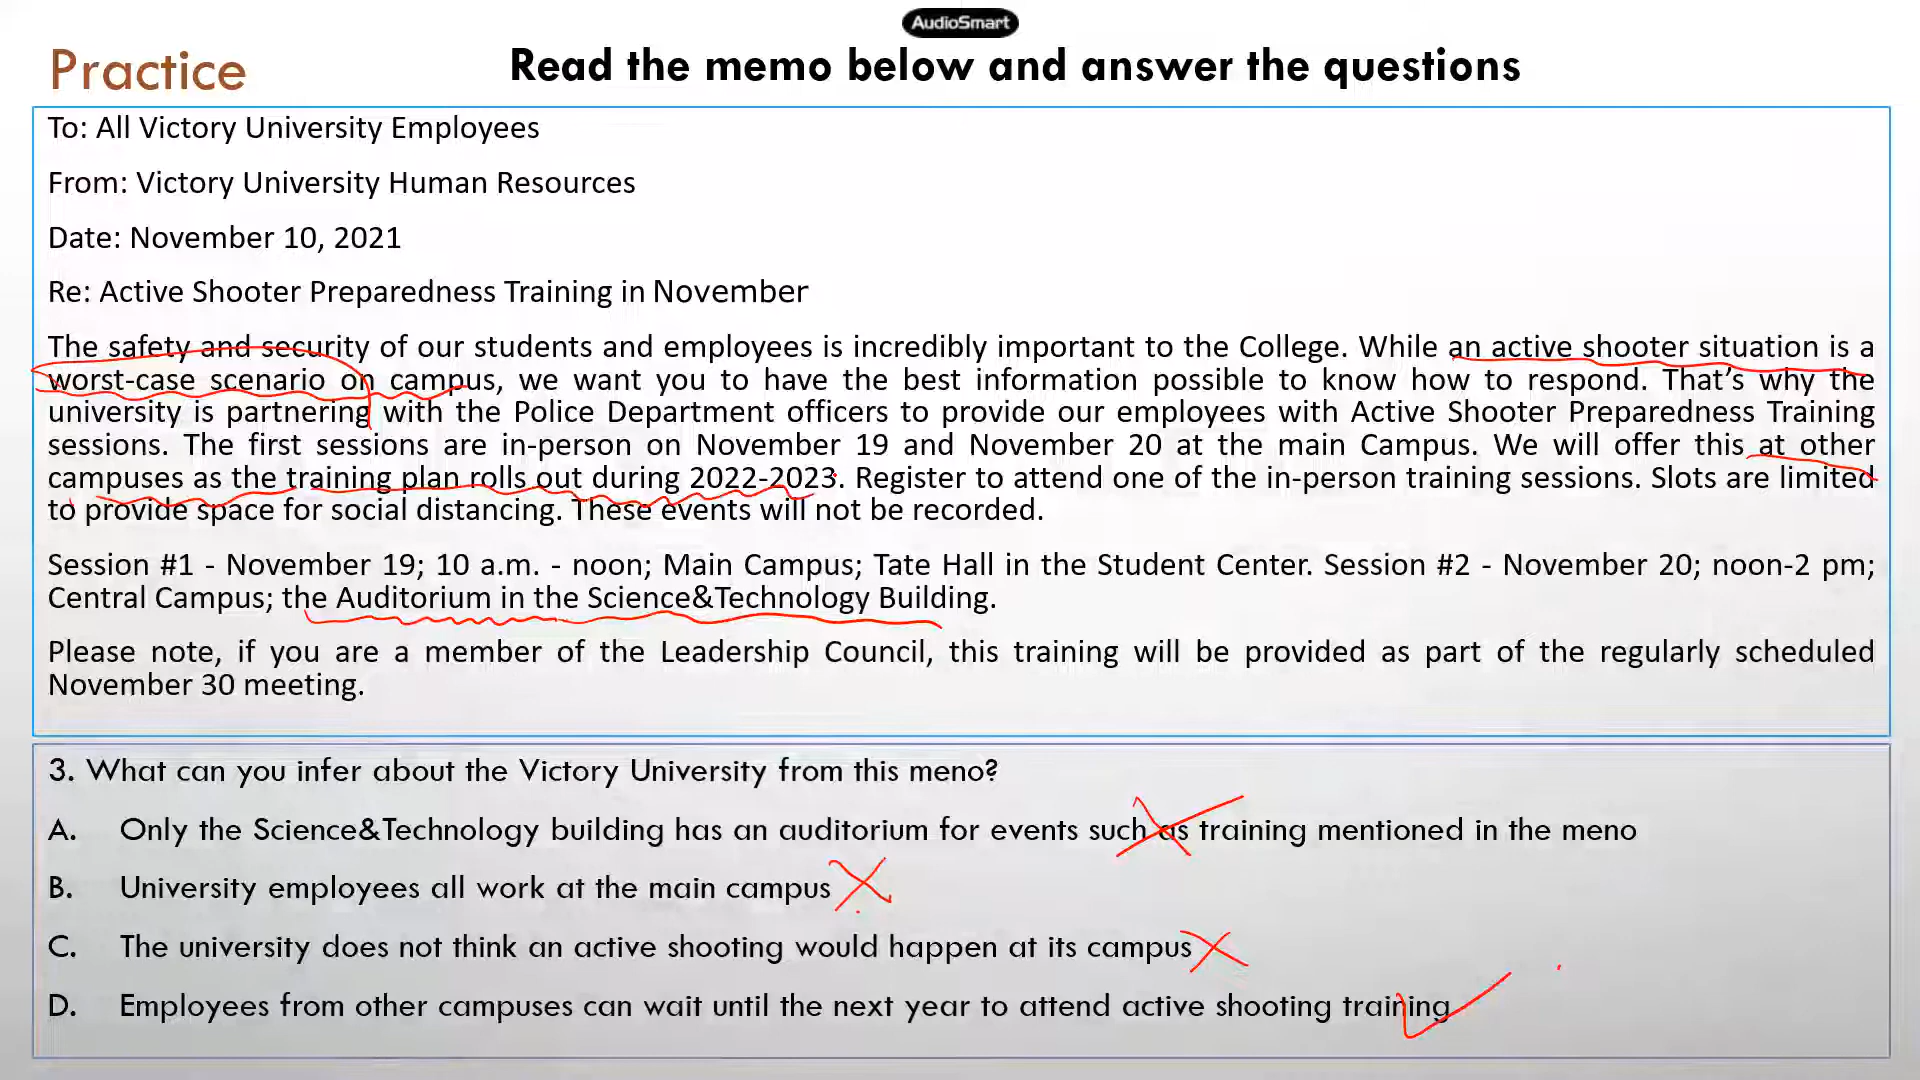 AudioSmart
Practice
Read the memo below and answer the questions
To: All Victory University Employees
From: Victory University Human Resources
Date: November 10, 2021
Re: Active Shooter Preparedness Training in November
The safety and security of our students and employees is incredibly important to the College. While an active shooter situation is a
worst-case scenario on campus, we want you to have the best information possible to know how to respond. That's why the
university is partnering with the Police Department officers to provide our employees with Active Shooter Preparedness Training
sessions. The first sessions are in-person on November 19 and November 20 at the main Campus. We will offer this at other
campuses as the training plan rolls out during 2022-2023. Register to attend one of the in-person training sessions. Slots are limited
to provide space for social distancing. These events will not be recorded.
Session #1 - November 19; 10 a.m. - noon; Main Campus; Tate Hall in the Student Center. Session #2 - November 20; noon-2 pm;
Central Campus; the Auditorium in the Science&Technology Building.
Please note, if you are a member of the Leadership Council, this training will be provided as part of the regularly scheduled
November 30 meeting.
3. What can you infer about the Victory University from this meno?
A. Only the Science&Technology building has an auditorium for events such as training mentioned in the meno
B. University employees all work at the main campus
C. The university does not think an active shooting would happen at its campus
D. Employees from other campuses can wait until the next year to attend active shooting training